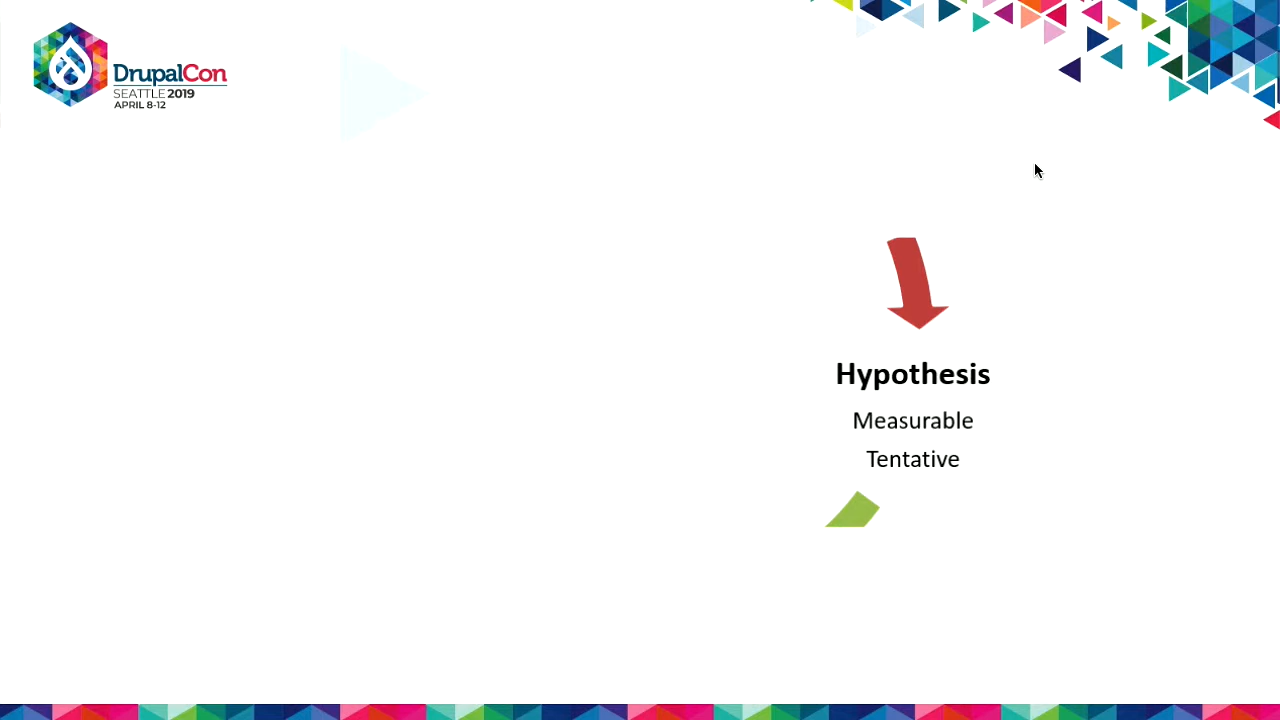 DrupalCon
SEATTLE 2019
APRIL 8-12
Hypothesis
Measurable
Tentative